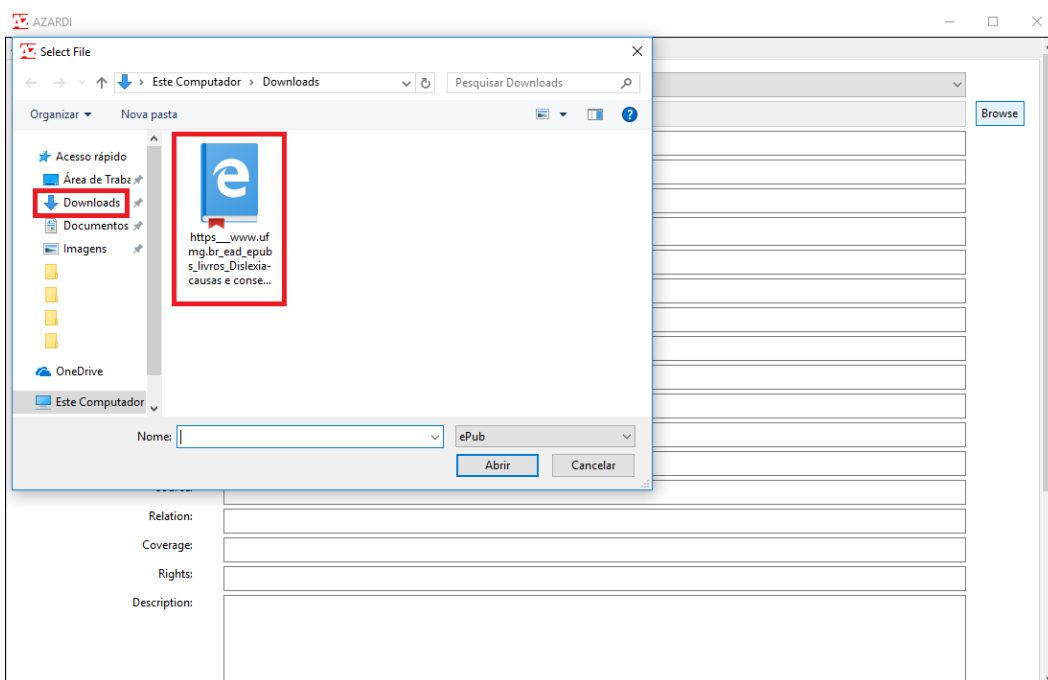 AZARDI
Select File
Este Computador > Downloads
Pesquisar Downloads
Organizar
Nova pasta
Browse
Acesso rápido
Área de Traba
Downloads
Documentos
Imagens
OneDrive
Este Computador
https___www.uf
mg.br_ead_epub
s_livros_Dislexia-
causas e conse...
Nome:
ePub
Abrir
Cancelar
Relation:
Coverage:
Rights:
Description: